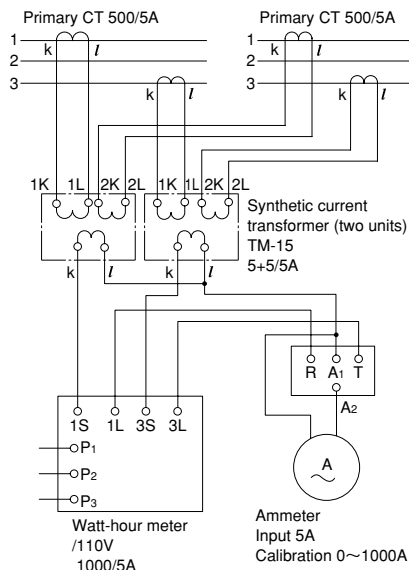 Primary CT 500/5A
Primary CT 500/5A
1
2
3
k
l
k
l
1
2
3
k
l
k
l
1K 1L 2K 2L
1K 1L 2K 2L
k
l
k
l
Synthetic current
transformer (two units)
TM-15
5+5/5A
R A1 T
A2
1S 1L 3S 3L
P1
P2
P3
A
Watt-hour meter
/110V
1000/5A
Ammeter
Input 5A
Calibration 0～1000A